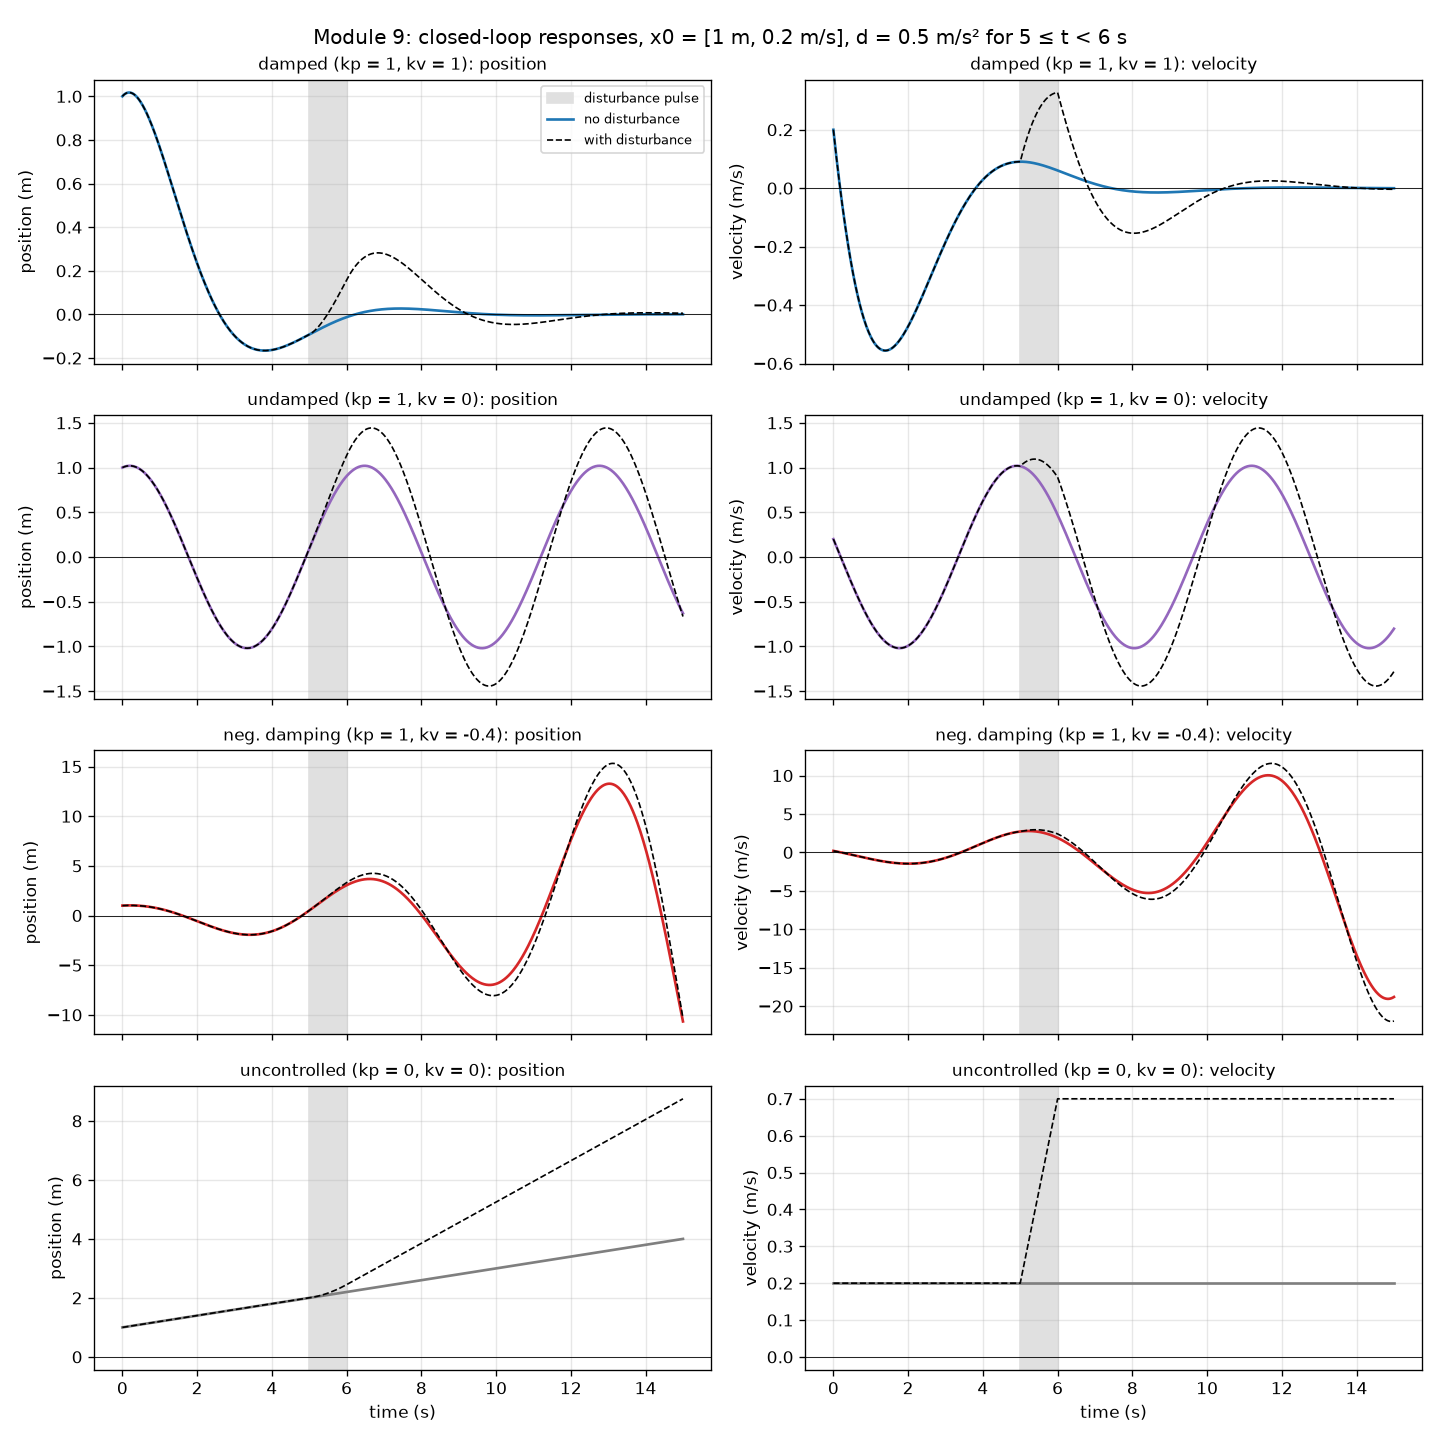 Module 9: closed-loop responses, x0 = [1 m, 0.2 m/s], d = 0.5 m/s² for 5 ≤ t < 6 s
damped (kp = 1, kv = 1): position
1.0
0.8
0.6
0.4
0.2
0.0
−0.2
position (m)
disturbance pulse
no disturbance
with disturbance
damped (kp = 1, kv = 1): velocity
0.2
0.0
−0.2
−0.4
−0.6
velocity (m/s)
undamped (kp = 1, kv = 0): position
1.5
1.0
0.5
0.0
−0.5
−1.0
−1.5
position (m)
undamped (kp = 1, kv = 0): velocity
1.5
1.0
0.5
0.0
−0.5
−1.0
−1.5
velocity (m/s)
neg. damping (kp = 1, kv = -0.4): position
15
10
5
0
−5
−10
position (m)
neg. damping (kp = 1, kv = -0.4): velocity
10
5
0
−5
−10
−15
−20
velocity (m/s)
uncontrolled (kp = 0, kv = 0): position
8
6
4
2
0
position (m)
0 2 4 6 8 10 12 14
time (s)
uncontrolled (kp = 0, kv = 0): velocity
0.7
0.6
0.5
0.4
0.3
0.2
0.1
0.0
velocity (m/s)
0 2 4 6 8 10 12 14
time (s)